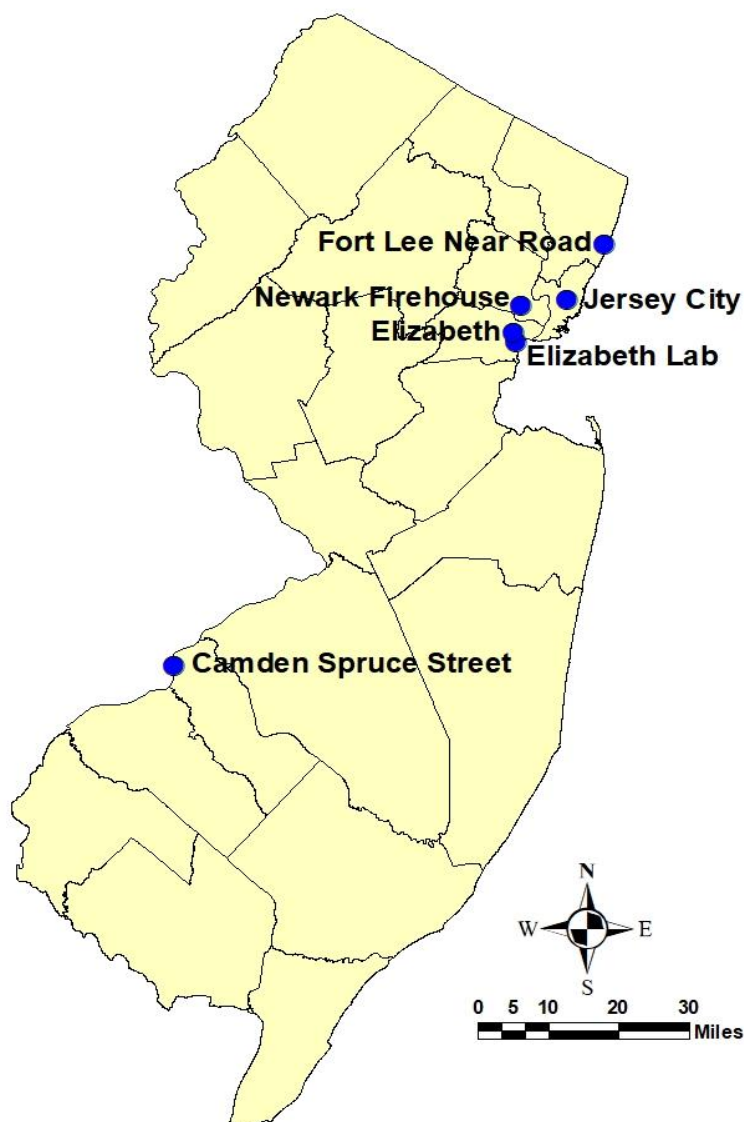 Fort Lee Near Road
Newark Firehouse
Jersey City
Elizabeth
Elizabeth Lab
Camden Spruce Street
N
W E
S
0 5 10 20 30
Miles